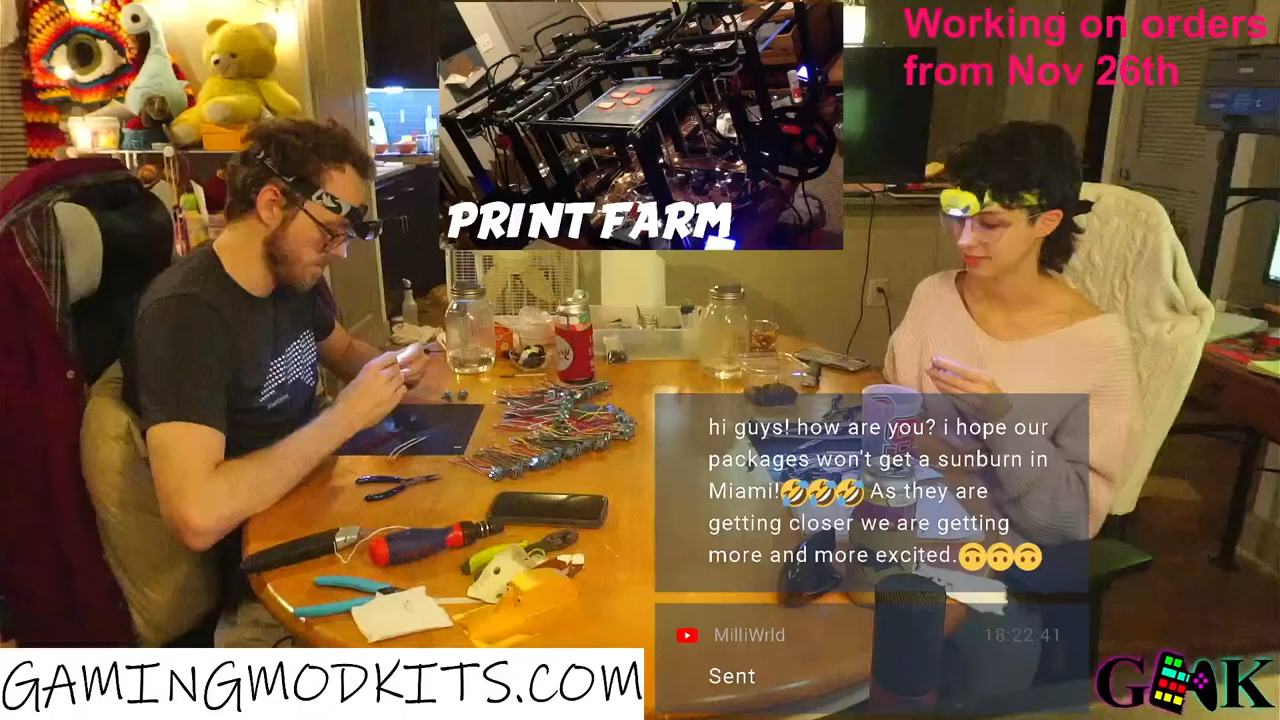 Working on orders
from Nov 26th
PRINT FARM
hi guys! how are you? i hope our
packages won't get a sunburn in
Miami!🤣🤣🤣 As they are
getting closer we are getting
more and more excited.🙃🙃🙃
MilliWrld 18:22:41
Sent
GAMINGMODKITS.COM
G K